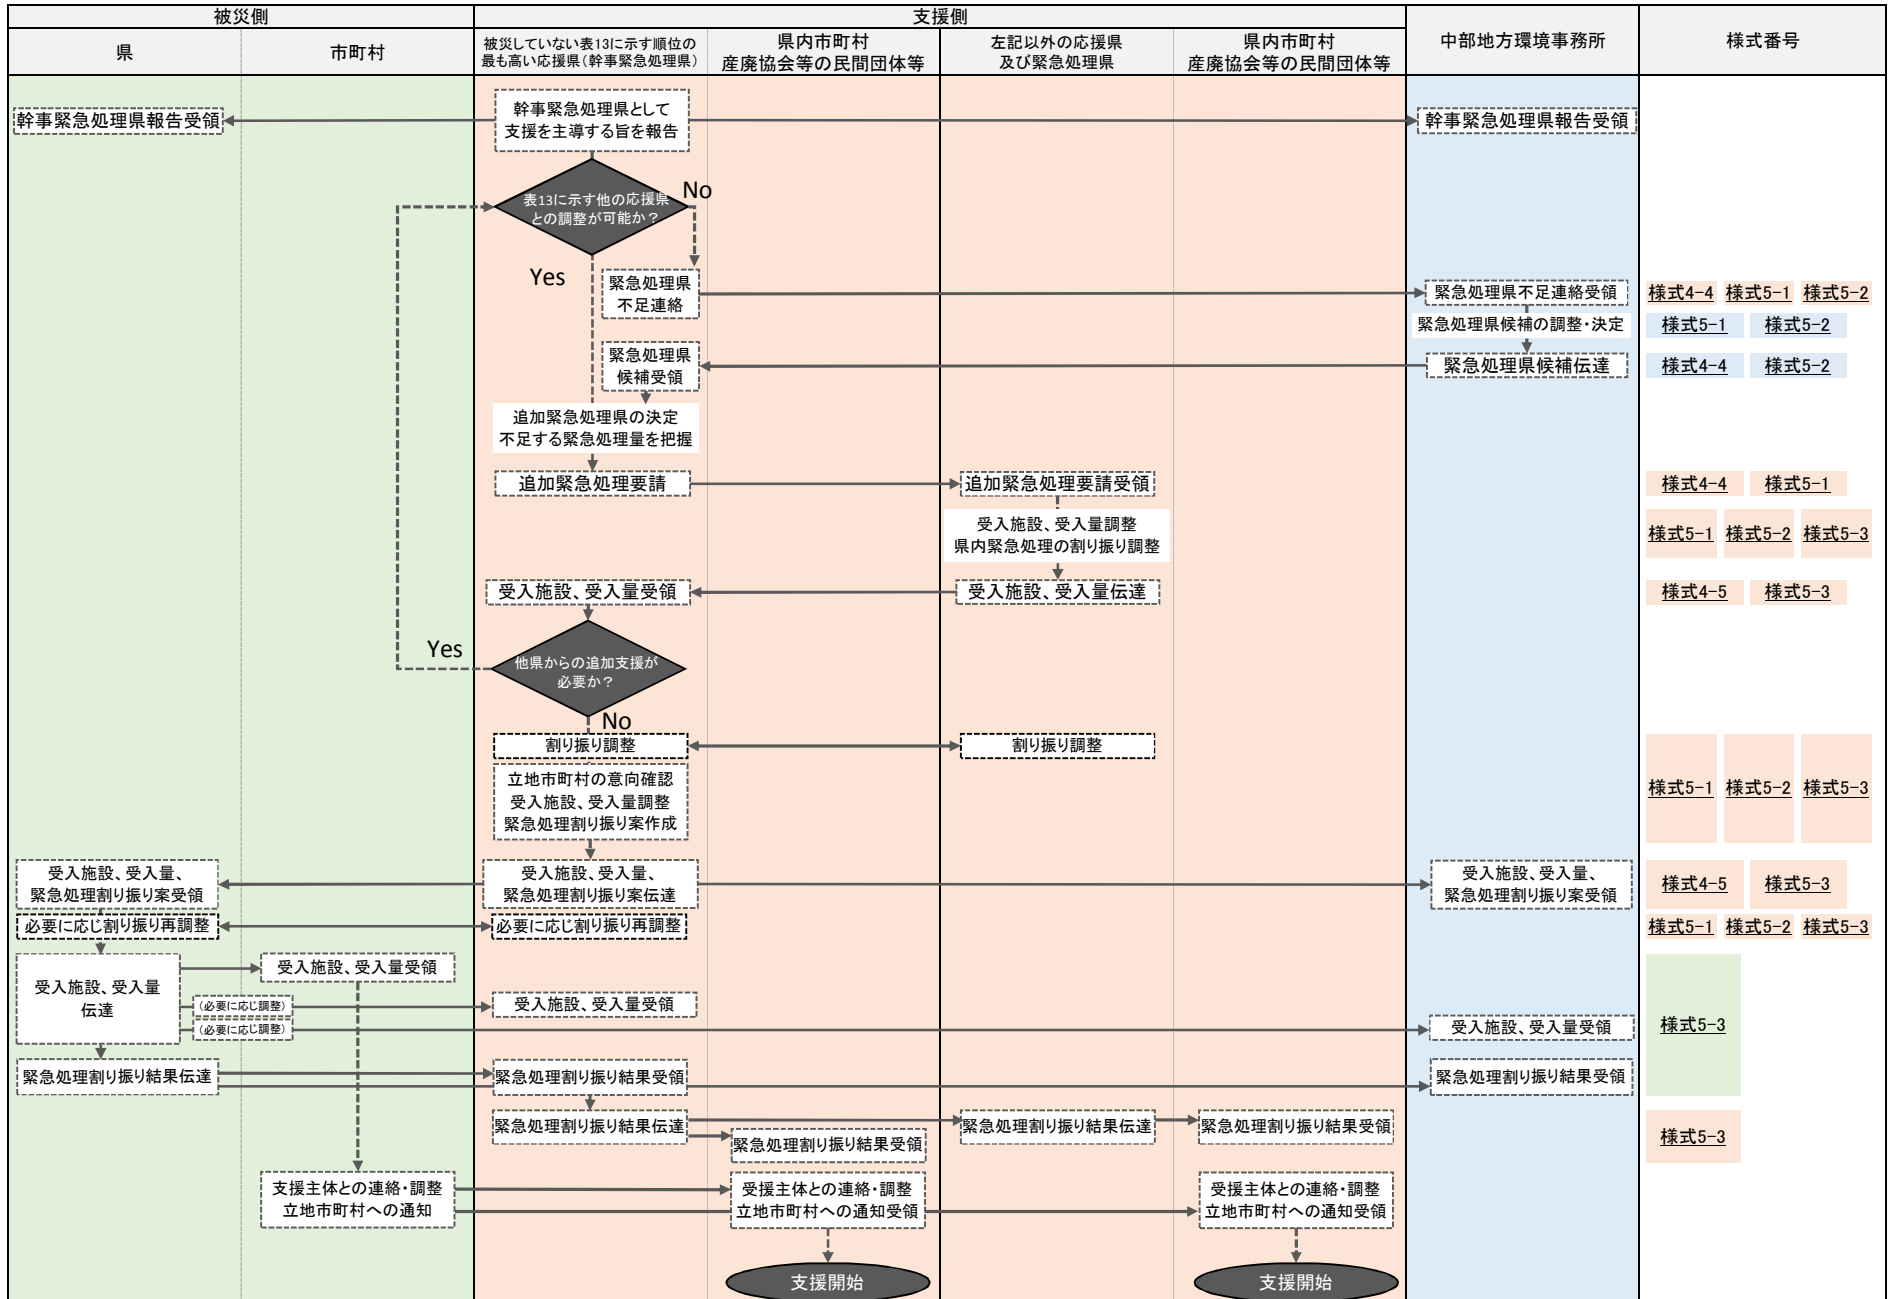 被災側
支援側
中部地方環境事務所
様式番号
県
市町村
被災していない表13に示す順位の
最も高い応援県(幹事緊急処理県)
県内市町村
産廃協会等の民間団体等
左記以外の応援県
及び緊急処理県
県内市町村
産廃協会等の民間団体等
幹事緊急処理県報告受領
幹事緊急処理県として
支援を主導する旨を報告
幹事緊急処理県報告受領
表13に示す他の応援県
との調整が可能か?
No
Yes
緊急処理県
不足連絡
緊急処理県不足連絡受領
様式4-4 様式5-1 様式5-2
緊急処理県候補の調整・決定
様式5-1 様式5-2
緊急処理県
候補受領
緊急処理県候補伝達
様式4-4 様式5-2
追加緊急処理県の決定
不足する緊急処理量を把握
追加緊急処理要請
追加緊急処理要請受領
様式4-4 様式5-1
受入施設、受入量調整
県内緊急処理の割り振り調整
様式5-1 様式5-2 様式5-3
受入施設、受入量受領
受入施設、受入量伝達
様式4-5 様式5-3
Yes
他県からの追加支援が
必要か?
No
割り振り調整
割り振り調整
立地市町村の意向確認
受入施設、受入量調整
緊急処理割り振り案作成
様式5-1 様式5-2 様式5-3
受入施設、受入量、
緊急処理割り振り案受領
受入施設、受入量、
緊急処理割り振り案伝達
受入施設、受入量、
緊急処理割り振り案受領
様式4-5 様式5-3
必要に応じ割り振り再調整
必要に応じ割り振り再調整
様式5-1 様式5-2 様式5-3
受入施設、受入量
伝達
受入施設、受入量受領
(必要に応じ調整)
受入施設、受入量受領
(必要に応じ調整)
受入施設、受入量受領
様式5-3
緊急処理割り振り結果伝達
緊急処理割り振り結果受領
緊急処理割り振り結果受領
緊急処理割り振り結果伝達
緊急処理割り振り結果受領
緊急処理割り振り結果伝達
緊急処理割り振り結果受領
様式5-3
支援主体との連絡・調整
立地市町村への通知
受援主体との連絡・調整
立地市町村への通知受領
受援主体との連絡・調整
立地市町村への通知受領
支援開始
支援開始